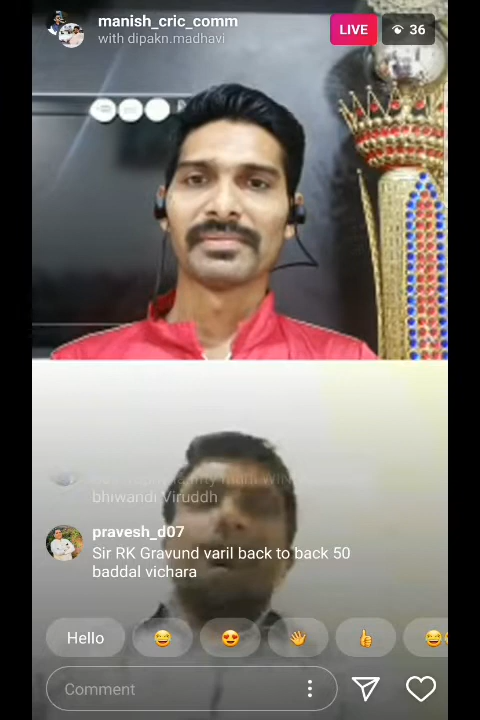 manish_cric_comm
with dipakn.madhavi
LIVE
36
bhiwandi Viruddh
pravesh_d07
Sir RK Gravund varil back to back 50
baddal vichara
Hello
Comment